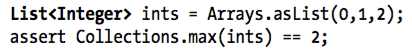 List<Integer> ints = Arrays.asList(0,1,2);
assert Collections.max(ints) == 2;